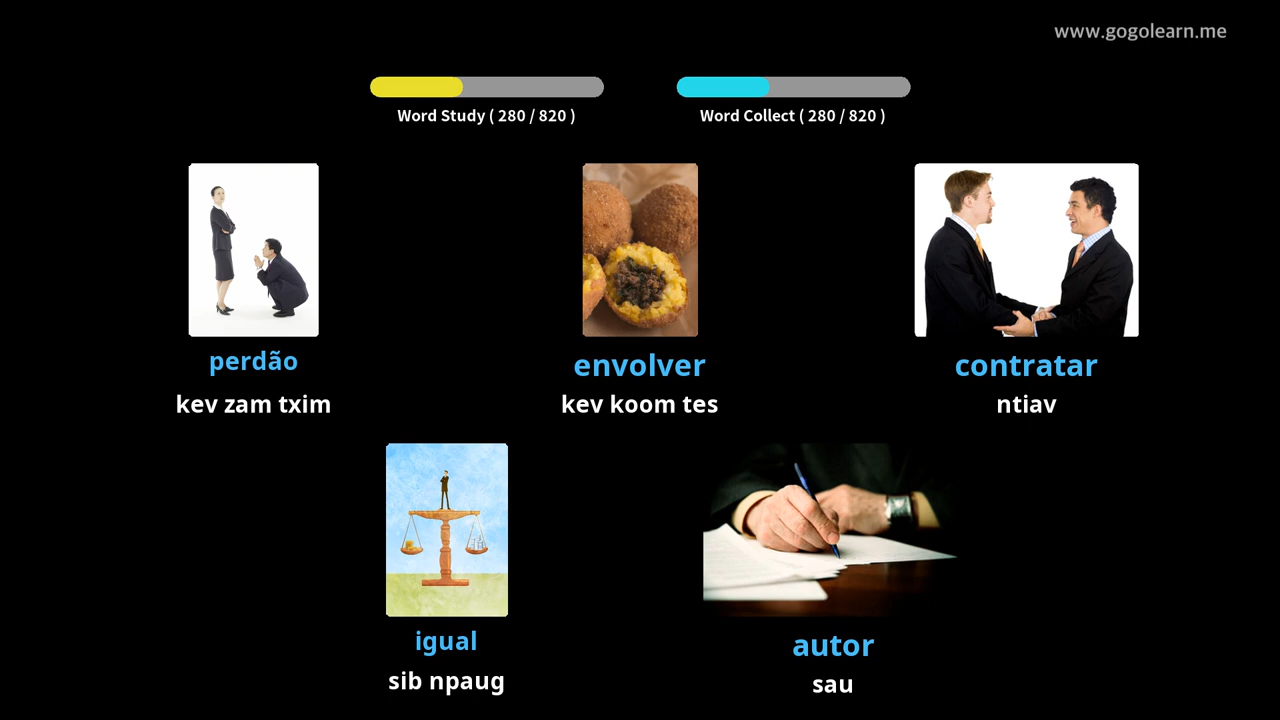 www.gogolearn.me
Word Study ( 280 / 820 )
Word Collect ( 280 / 820 )
perdão
envolver
contratar
kev zam txim
kev koom tes
ntiav
igual
autor
sib npaug
sau